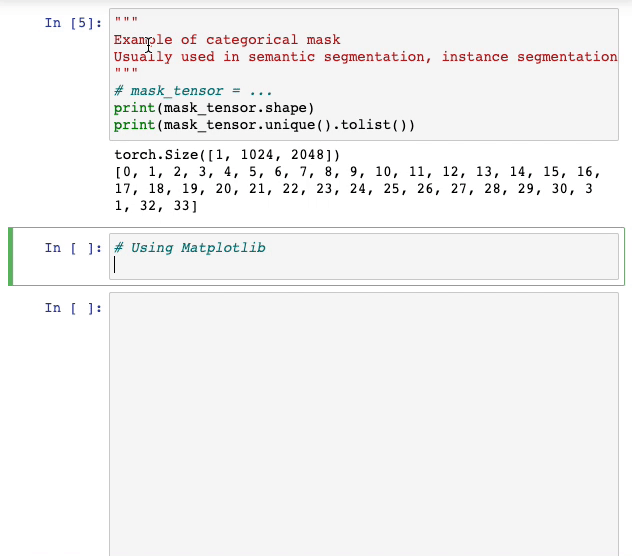 In [5]: """
Example of categorical mask
Usually used in semantic segmentation, instance segmentation
"""
# mask_tensor = ...
print(mask_tensor.shape)
print(mask_tensor.unique().tolist())
torch.Size([1, 1024, 2048])
[0, 1, 2, 3, 4, 5, 6, 7, 8, 9, 10, 11, 12, 13, 14, 15, 16,
17, 18, 19, 20, 21, 22, 23, 24, 25, 26, 27, 28, 29, 30, 3
1, 32, 33]
In [ ]: # Using Matplotlib
In [ ]: